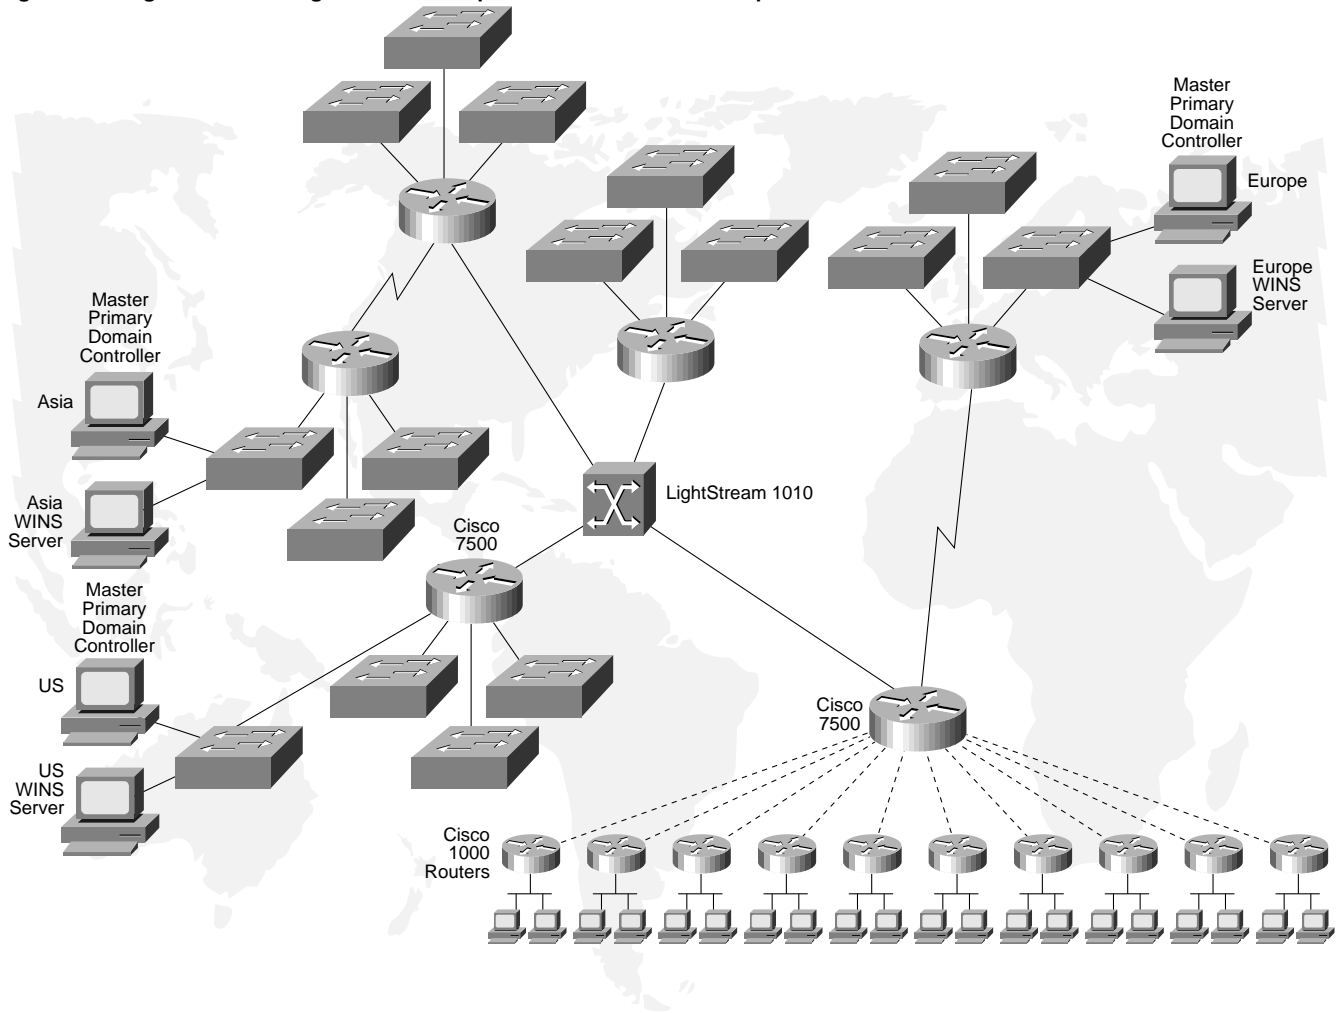 Master
Primary
Domain
Controller
Europe
Europe
WINS
Server
Master
Primary
Domain
Controller
Asia
Asia
WINS
Server
LightStream 1010
Cisco
7500
Master
Primary
Domain
Controller
US
US
WINS
Server
Cisco
7500
Cisco
1000
Routers